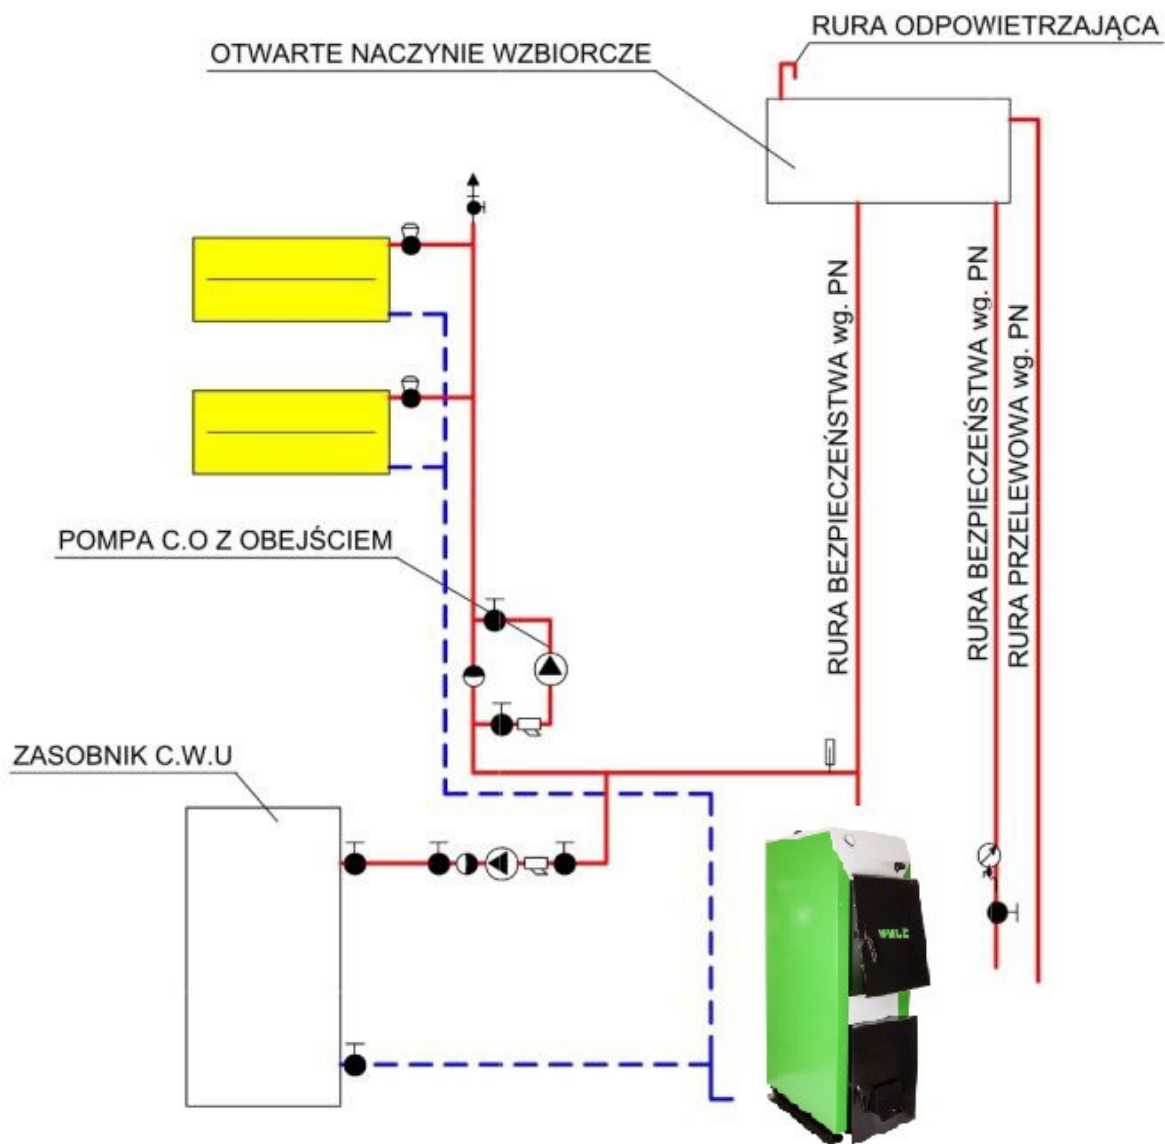 RURA ODPOWIETRZAJĄCA
OTWARTE NACZYNIE WZBIORCZE
RURA BEZPIECZEŃSTWA wg. PN
RURA BEZPIECZEŃSTWA wg. PN
RURA PRZELEWOWA wg. PN
POMPA C.O Z OBEJŚCIEM
ZASOBNIK C.W.U